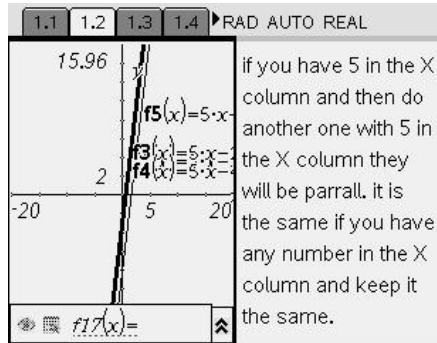 1.1 1.2 1.3 1.4 RAD AUTO REAL
15.96
y
f5(x)=5·x-
f3(x)=5·x-
f4(x)=5·x-
2
-20 5 20
f17(x)=
if you have 5 in the X
column and then do
another one with 5 in
the X column they
will be parrall. it is
the same if you have
any number in the X
column and keep it
the same.